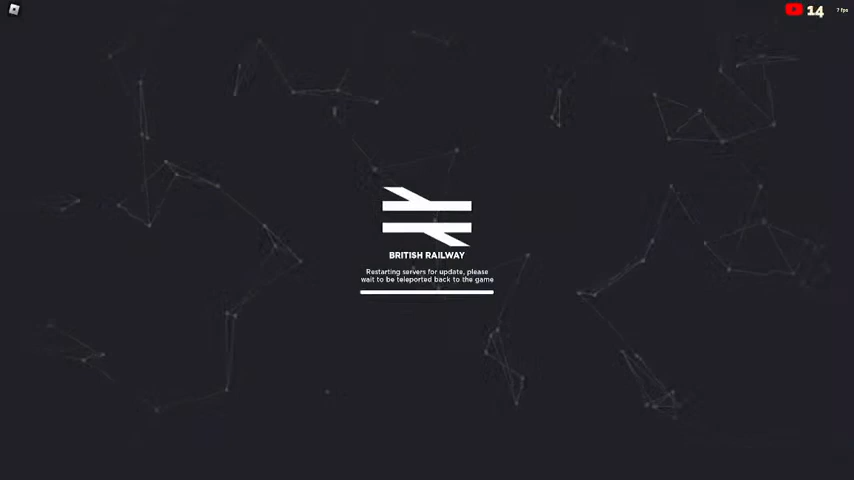 14
7 fps
BRITISH RAILWAY
Restarting servers for update, please
wait to be teleported back to the game